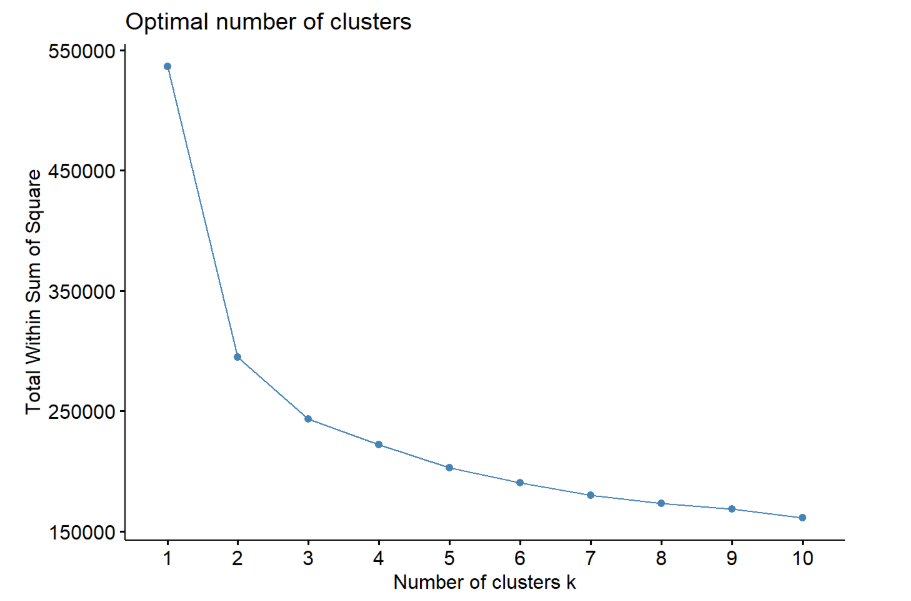 Optimal number of clusters
Total Within Sum of Square
550000
450000
350000
250000
150000
1 2 3 4 5 6 7 8 9 10
Number of clusters k